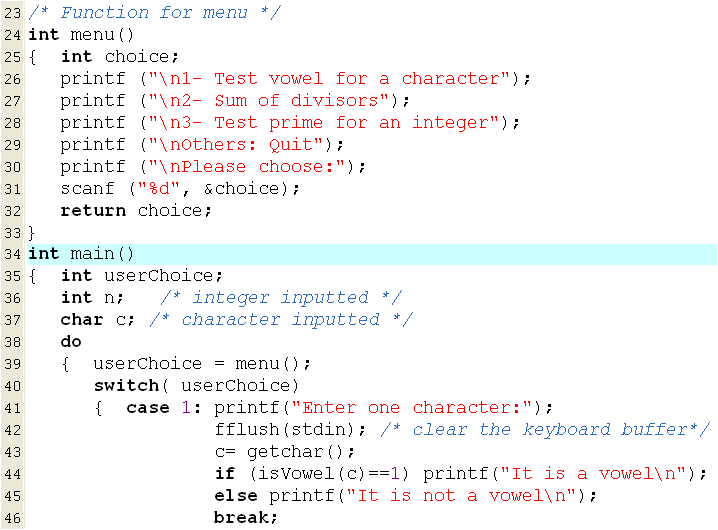 23 /* Function for menu */
24 int menu()
25 {  int choice;
26    printf ("\n1- Test vowel for a character");
27    printf ("\n2- Sum of divisors");
28    printf ("\n3- Test prime for an integer");
29    printf ("\nOthers: Quit");
30    printf ("\nPlease choose:");
31    scanf ("%d", &choice);
32    return choice;
33 }
34 int main()
35 {  int userChoice;
36    int n;   /* integer inputted */
37    char c; /* character inputted */
38    do
39    {  userChoice = menu();
40       switch( userChoice)
41       {  case 1: printf("Enter one character:");
42                  fflush(stdin); /* clear the keyboard buffer*/
43                  c= getchar();
44                  if (isVowel(c)==1) printf("It is a vowel\n");
45                  else printf("It is not a vowel\n");
46                  break;